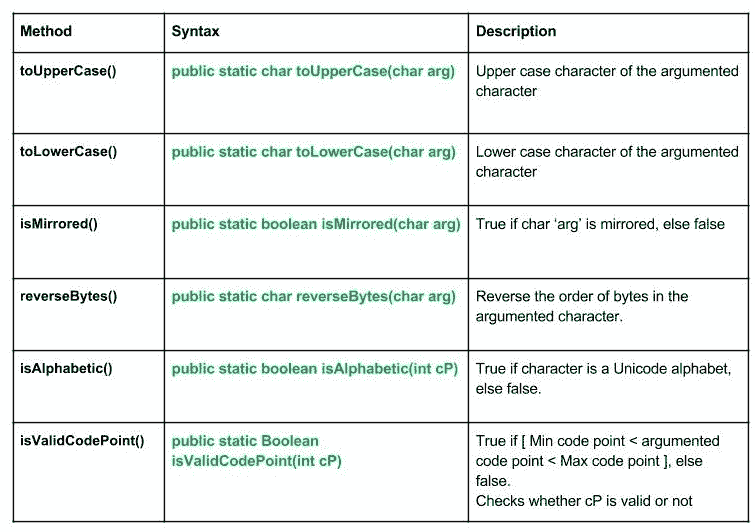 Method Syntax Description
toUpperCase() public static char toUpperCase(char arg) Upper case character of the argumented
character
toLowerCase() public static char toLowerCase(char arg) Lower case character of the argumented
character
isMirrored() public static boolean isMirrored(char arg) True if char ‘arg’ is mirrored, else false
reverseBytes() public static char reverseBytes(char arg) Reverse the order of bytes in the
argumented character.
isAlphabetic() public static boolean isAlphabetic(int cP) True if character is a Unicode alphabet,
else false.
isValidCodePoint() public static Boolean True if [ Min code point < argumented
isValidCodePoint(int cP) code point < Max code point ], else
false.
Checks whether cP is valid or not